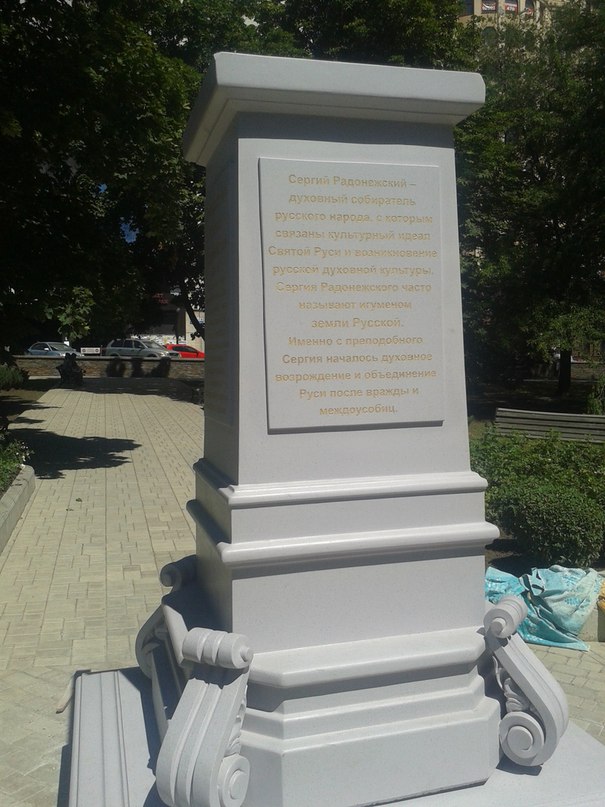 Сергий Радонежский –
духовный собиратель
русского народа, с которым
связаны культурный идеал
Святой Руси и возникновение
русской духовной культуры.
Сергия Радонежского часто
называют игуменом
земли Русской.
Именно с преподобного
Сергия началось духовное
возрождение и объединение
Руси после вражды и
междоусобиц.